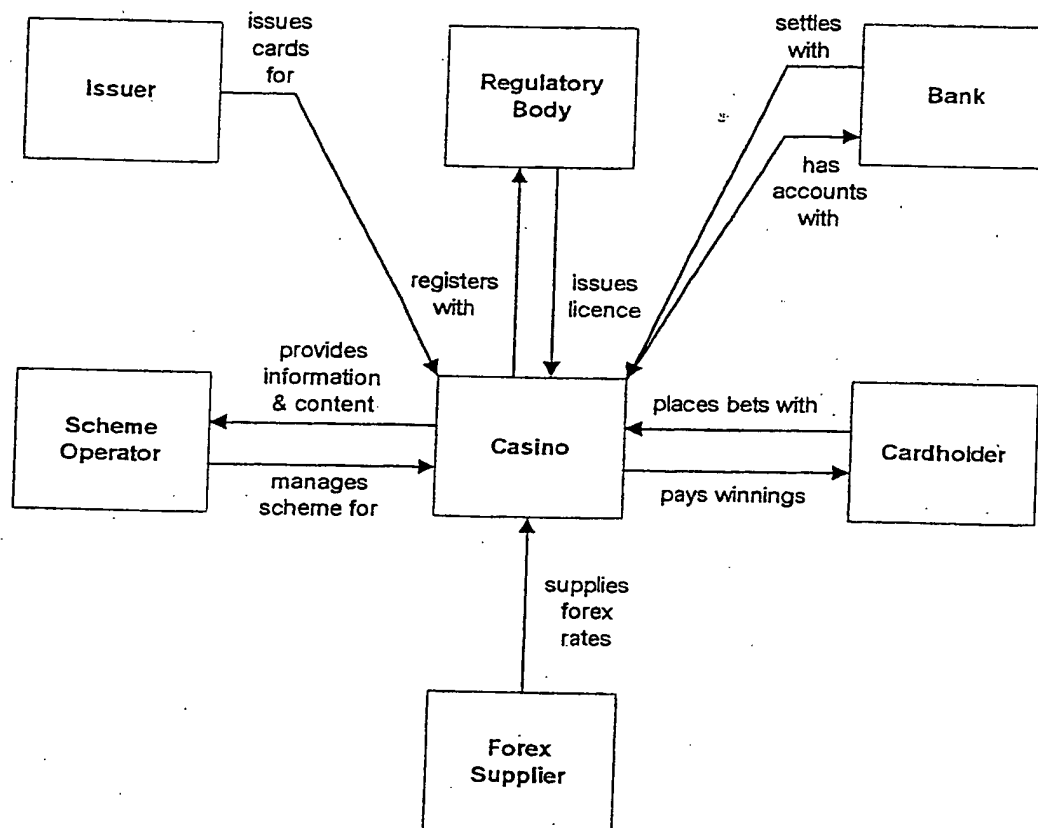 issues
cards
for
Issuer
Regulatory
Body
settles
with
Bank
has
accounts
with
registers
with
issues
licence
provides
information
& content
Scheme
Operator
manages
scheme for
Casino
places bets with
pays winnings
Cardholder
supplies
forex
rates
Forex
Supplier